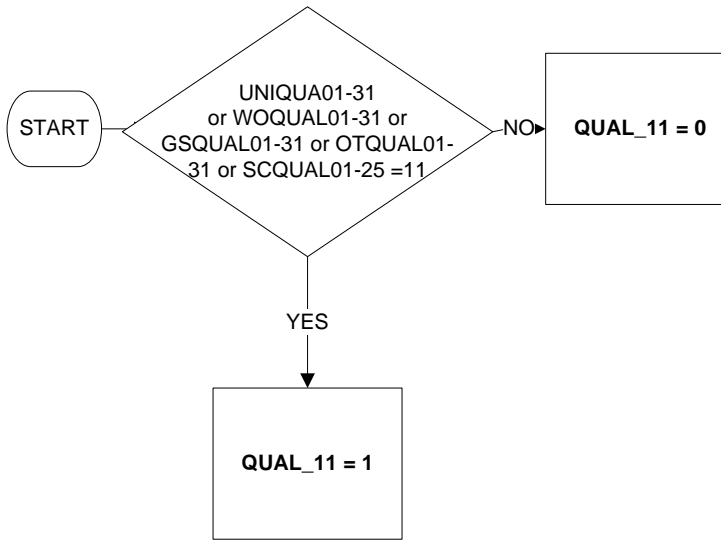 START
UNIQUA01-31
or WOQUAL01-31 or
GSQUAL01-31 or OTQUAL01-
31 or SCQUAL01-25 =11
NO
QUAL_11 = 0
YES
QUAL_11 = 1